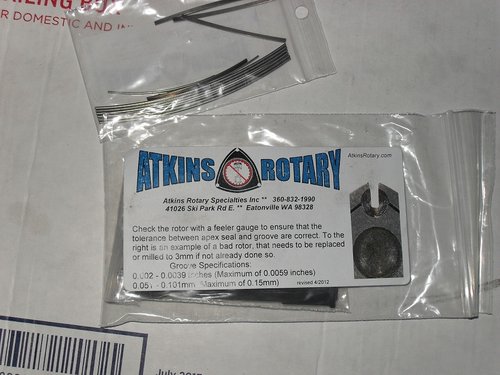 R DOMESTIC AND
ATKINS ROTARY
AtkinsRotary.com
Atkins Rotary Specialties Inc ** 360-832-1990
41026 Ski Park Rd E. ** Eatonville WA 98328
Check the rotor with a feeler gauge to ensure that the
tolerance between apex seal and groove are correct. To the
right is an example of a bad rotor, that needs to be replaced
or milled to 3mm if not already done so.
Groove Specifications:
0.002 - 0.0039 inches (Maximum of 0.0059 inches)
0.051 - 0.101mm (Maximum of 0.15mm)
revised 4/2012